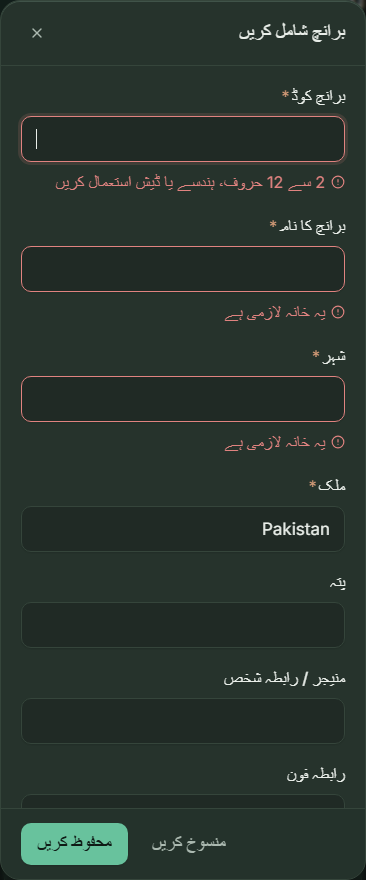 برانچ شامل کریں
برانچ کوڈ*
2 سے 12 حروف، ہندسے یا ڈیش استعمال کریں
برانچ کا نام*
یہ خانہ لازمی ہے
شہر*
یہ خانہ لازمی ہے
ملک*
Pakistan
پتہ
منیجر / رابطہ شخص
رابطہ فون
منسوخ کریں
محفوظ کریں